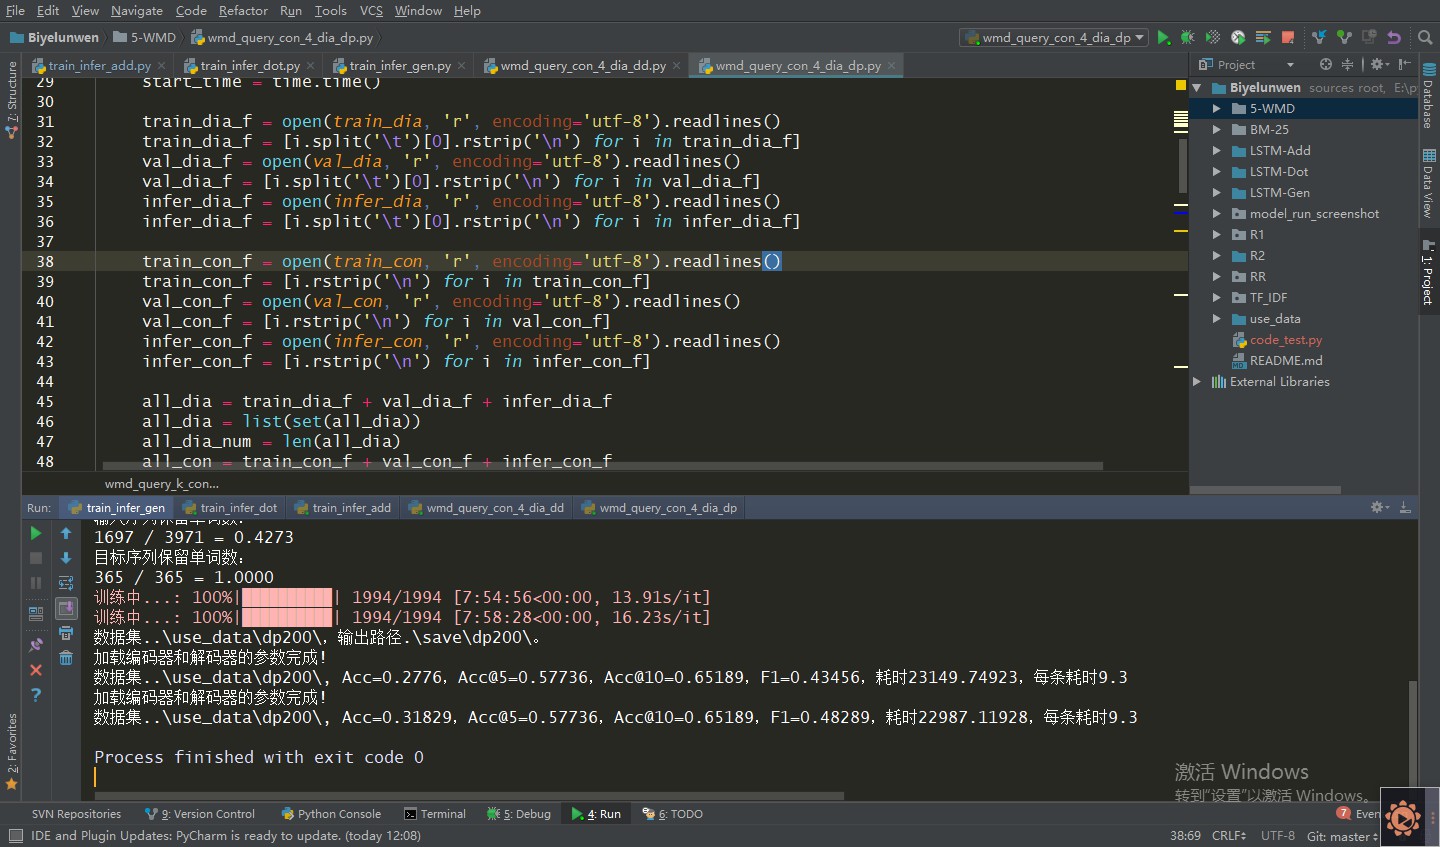 File Edit View Navigate Code Refactor Run Tools VCS Window Help
Biyelunwen 5-WMD wmd_query_con_4_dia_dp.py wmd_query_con_4_dia_dp
train_infer_add.py train_infer_dot.py train_infer_gen.py wmd_query_con_4_dia_dd.py wmd_query_con_4_dia_dp.py
29 start_time = time.time()
30
31 train_dia_f = open(train_dia, 'r', encoding='utf-8').readlines()
32 train_dia_f = [i.split('\t')[0].rstrip('\n') for i in train_dia_f]
33 val_dia_f = open(val_dia, 'r', encoding='utf-8').readlines()
34 val_dia_f = [i.split('\t')[0].rstrip('\n') for i in val_dia_f]
35 infer_dia_f = open(infer_dia, 'r', encoding='utf-8').readlines()
36 infer_dia_f = [i.split('\t')[0].rstrip('\n') for i in infer_dia_f]
37
38 train_con_f = open(train_con, 'r', encoding='utf-8').readlines()
39 train_con_f = [i.rstrip('\n') for i in train_con_f]
40 val_con_f = open(val_con, 'r', encoding='utf-8').readlines()
41 val_con_f = [i.rstrip('\n') for i in val_con_f]
42 infer_con_f = open(infer_con, 'r', encoding='utf-8').readlines()
43 infer_con_f = [i.rstrip('\n') for i in infer_con_f]
44
45 all_dia = train_dia_f + val_dia_f + infer_dia_f
46 all_dia = list(set(all_dia))
47 all_dia_num = len(all_dia)
48 all_con = train_con_f + val_con_f + infer_con_f
wmd_query_k_con...
Project
Biyelunwen sources root, E:\p
5-WMD
BM-25
LSTM-Add
LSTM-Dot
LSTM-Gen
model_run_screenshot
R1
R2
RR
TF_IDF
use_data
code_test.py
README.md
External Libraries
7: Structure
2: Favorites
Database
Data View
1: Project
Run: train_infer_gen train_infer_dot train_infer_add wmd_query_con_4_dia_dd wmd_query_con_4_dia_dp
输入序列保留单词数：
1697 / 3971 = 0.4273
目标序列保留单词数：
365 / 365 = 1.0000
训练中...: 100%|██████████| 1994/1994 [7:54:56<00:00, 13.91s/it]
训练中...: 100%|██████████| 1994/1994 [7:58:28<00:00, 16.23s/it]
数据集..\use_data\dp200\，输出路径.\save\dp200\。
加载编码器和解码器的参数完成！
数据集..\use_data\dp200\, Acc=0.2776，Acc@5=0.57736，Acc@10=0.65189，F1=0.43456，耗时23149.74923，每条耗时9.3
加载编码器和解码器的参数完成！
数据集..\use_data\dp200\, Acc=0.31829，Acc@5=0.57736，Acc@10=0.65189，F1=0.48289，耗时22987.11928，每条耗时9.3
Process finished with exit code 0
激活 Windows
转到“设置”以激活 Windows。
SVN Repositories 9: Version Control Python Console Terminal 5: Debug 4: Run 6: TODO 7 Even
IDE and Plugin Updates: PyCharm is ready to update. (today 12:08) 38:69 CRLF UTF-8 Git: master